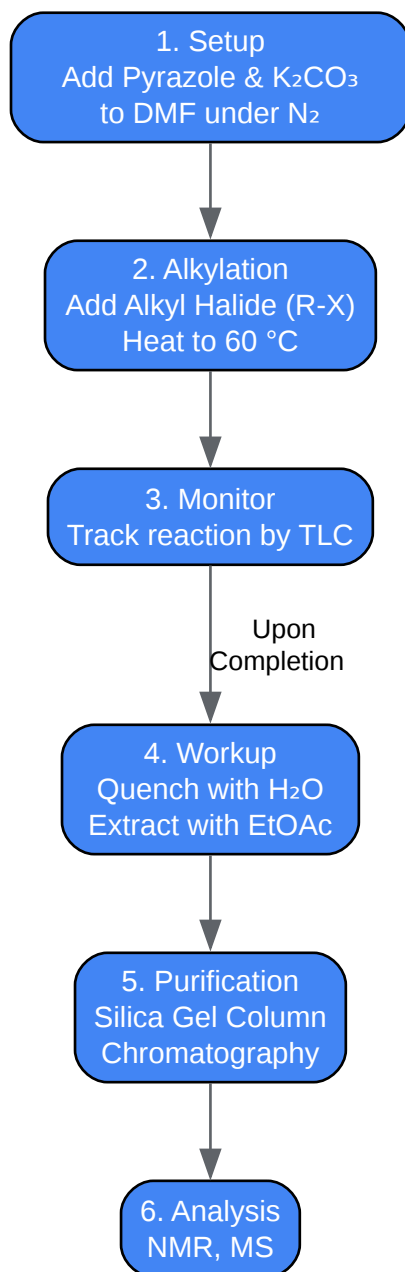 1. Setup
Add Pyrazole & K₂CO₃
to DMF under N₂
2. Alkylation
Add Alkyl Halide (R-X)
Heat to 60 °C
3. Monitor
Track reaction by TLC
Upon
Completion
4. Workup
Quench with H₂O
Extract with EtOAc
5. Purification
Silica Gel Column
Chromatography
6. Analysis
NMR, MS